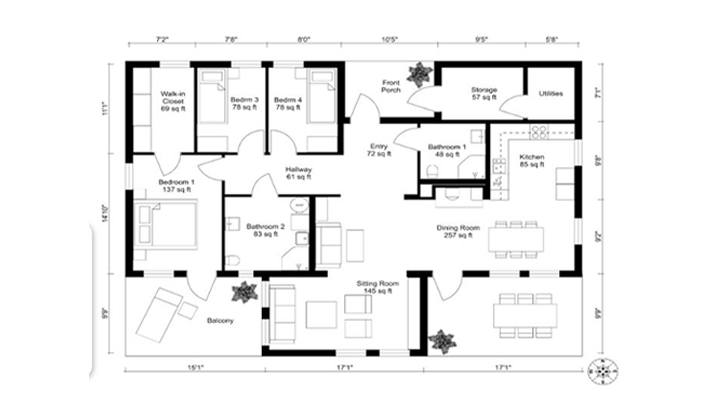 7'2" 7'8" 8'0" 10'5" 9'5" 5'8"
Walk-in
Closet
69 sq ft
Bedrm 3
78 sq ft
Bedrm 4
78 sq ft
Front
Porch
Storage
57 sq ft
Utilities
11'1"
7'1"
Entry
72 sq ft
Bathroom 1
48 sq ft
Kitchen
85 sq ft
9'8"
Hallway
61 sq ft
Bedroom 1
137 sq ft
14'10"
Bathroom 2
83 sq ft
Dining Room
257 sq ft
9'2"
Sitting Room
145 sq ft
Balcony
9'9"
9'9"
15'1" 17'1" 17'1"